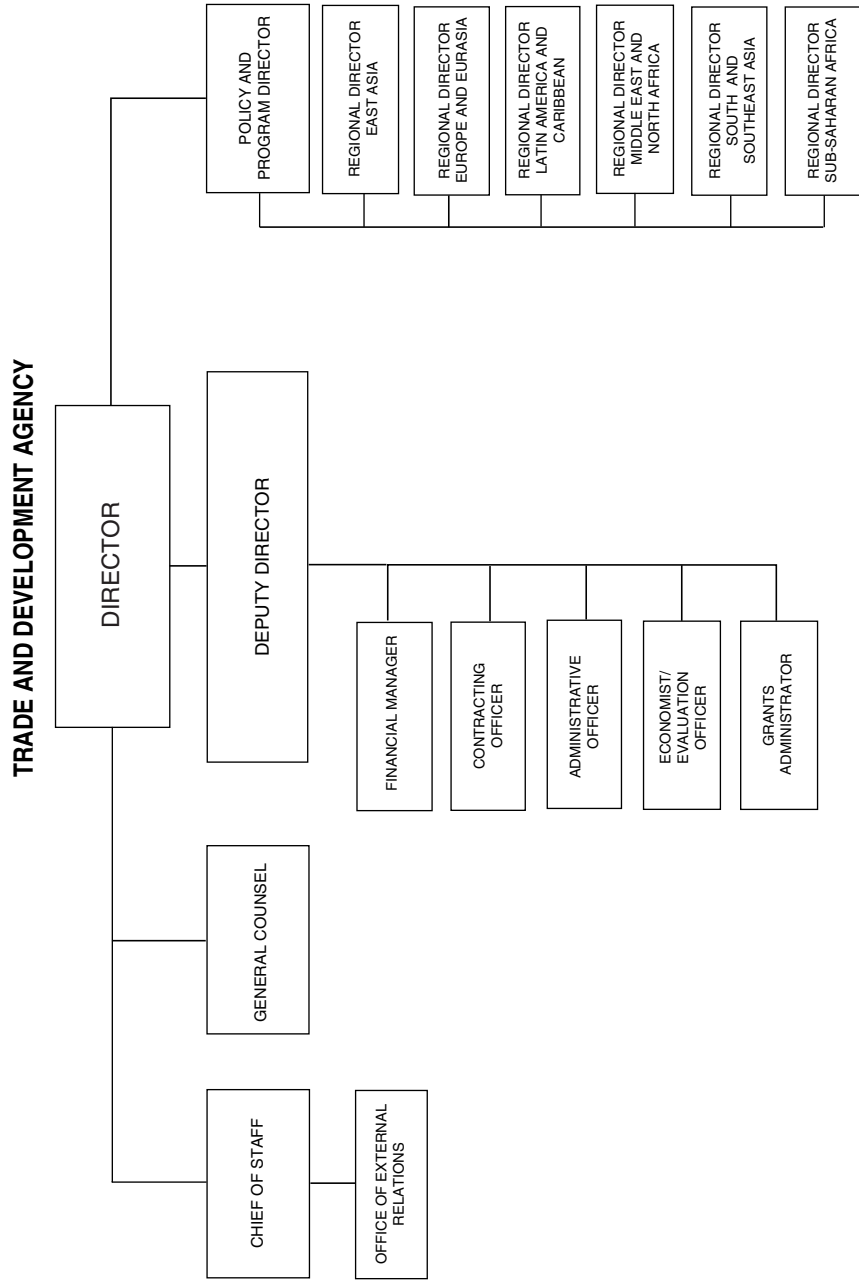 TRADE AND DEVELOPMENT AGENCY
DIRECTOR
CHIEF OF STAFF
GENERAL COUNSEL
DEPUTY DIRECTOR
POLICY AND
PROGRAM DIRECTOR
OFFICE OF EXTERNAL
RELATIONS
FINANCIAL MANAGER
CONTRACTING
OFFICER
ADMINISTRATIVE
OFFICER
ECONOMIST/
EVALUATION
OFFICER
GRANTS
ADMINISTRATOR
REGIONAL DIRECTOR
EAST ASIA
REGIONAL DIRECTOR
EUROPE AND EURASIA
REGIONAL DIRECTOR
LATIN AMERICA AND
CARIBBEAN
REGIONAL DIRECTOR
MIDDLE EAST AND
NORTH AFRICA
REGIONAL DIRECTOR
SOUTH AND
SOUTHEAST ASIA
REGIONAL DIRECTOR
SUB-SAHARAN AFRICA